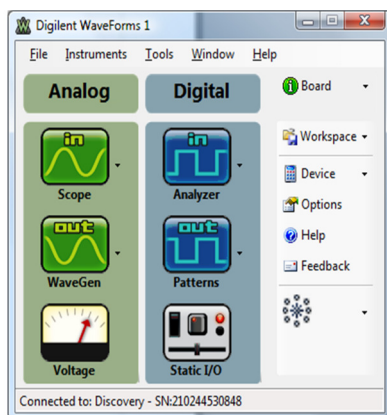 Digilent WaveForms 1
File Instruments Tools Window Help
Analog
Digital
in
Scope
out
WaveGen
Voltage
in
Analyzer
out
Patterns
Static I/O
Board
Workspace
Device
Options
Help
Feedback
Connected to: Discovery - SN:210244530848